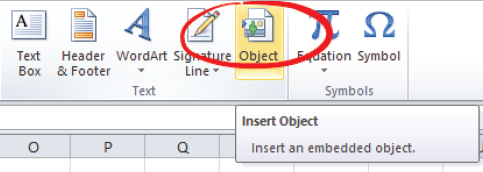 A
A
π Ω
Text Box
Header & Footer
WordArt
Signature Line
Object
Equation
Symbol
Text
Symbols
Insert Object
Insert an embedded object.
O P Q